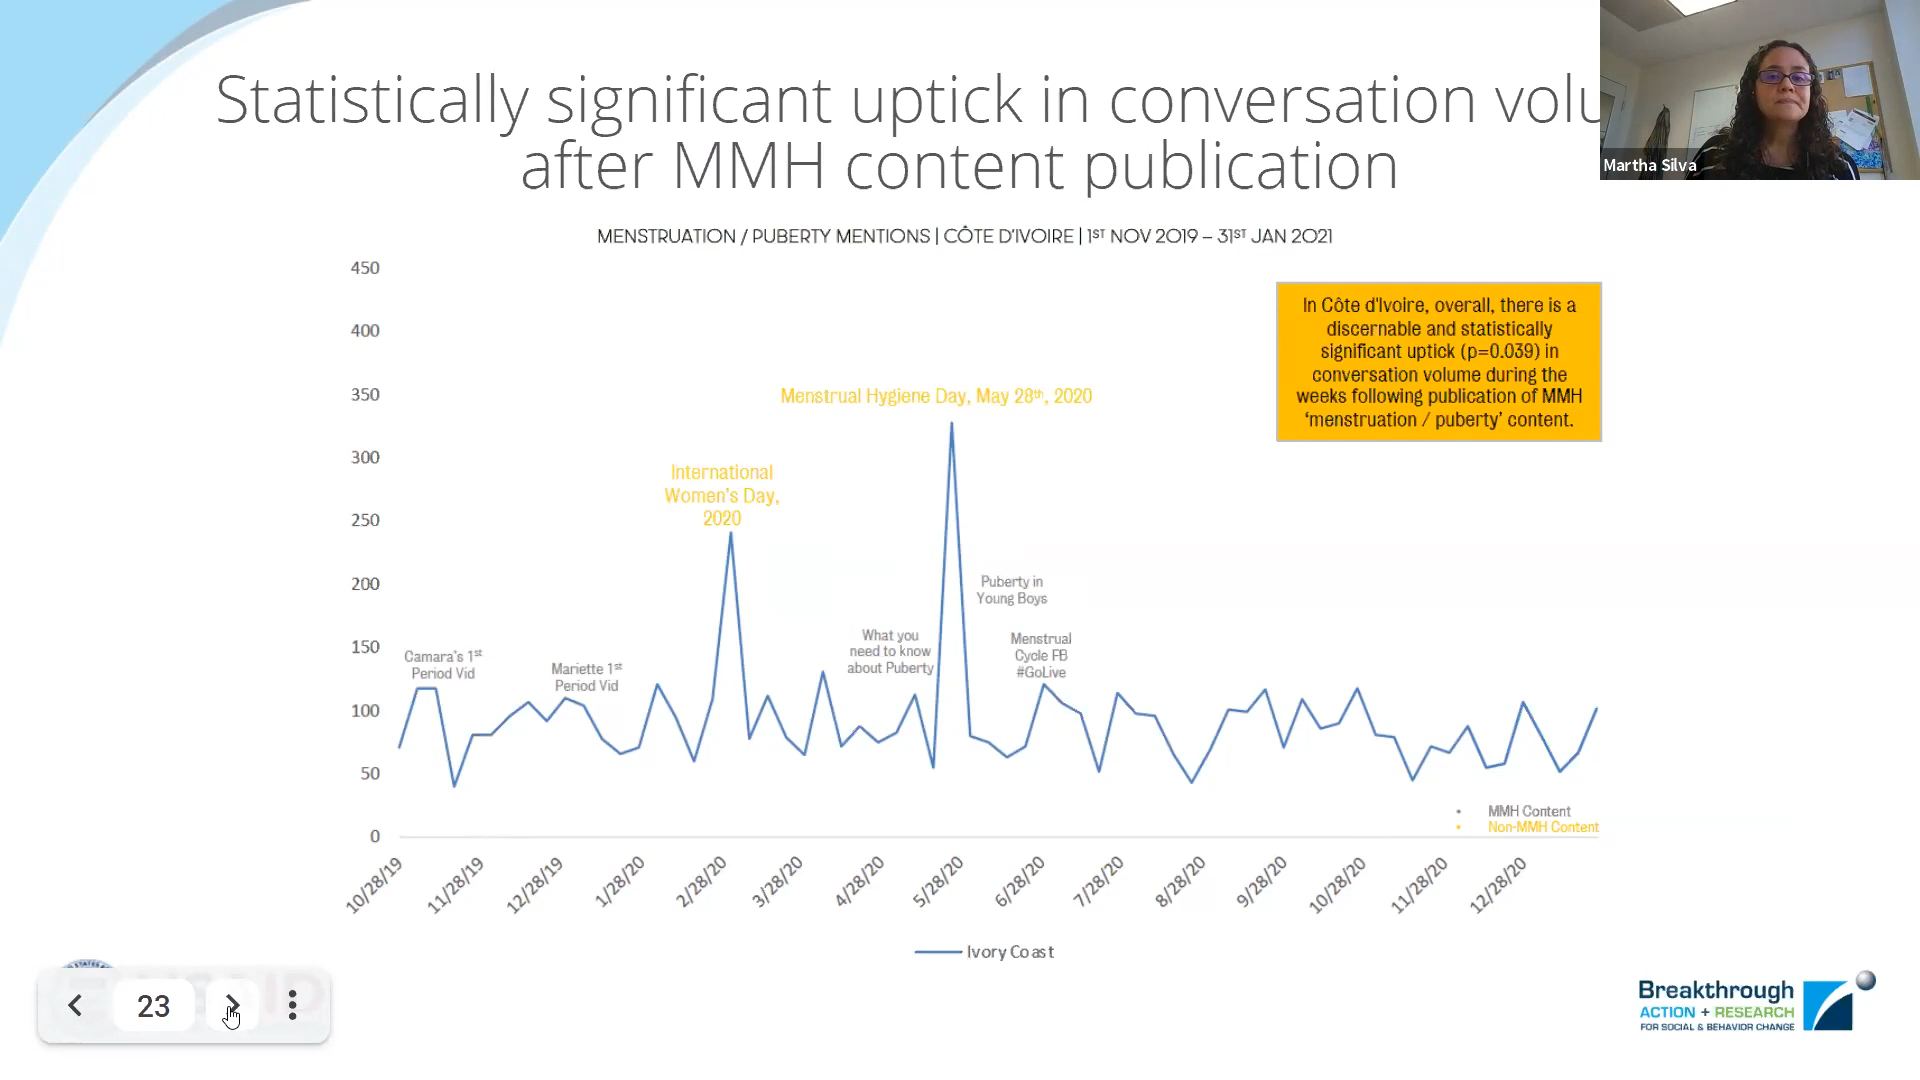 Statistically significant uptick in conversation volu
after MMH content publication
Martha Silva
MENSTRUATION / PUBERTY MENTIONS | CÔTE D'IVOIRE | 1ST NOV 2019 – 31ST JAN 2021
450
400
350
300
250
200
150
100
50
0
In Côte d'Ivoire, overall, there is a
discernable and statistically
significant uptick (p=0.039) in
conversation volume during the
weeks following publication of MMH
‘menstruation / puberty’ content.
Menstrual Hygiene Day, May 28th, 2020
International
Women's Day,
2020
Puberty in
Young Boys
What you
need to know
about Puberty
Menstrual
Cycle FB
#GoLive
Camara's 1st
Period Vid
Mariette 1st
Period Vid
• MMH Content
• Non-MMH Content
10/28/19
11/28/19
12/28/19
1/28/20
2/28/20
3/28/20
4/28/20
5/28/20
6/28/20
7/28/20
8/28/20
9/28/20
10/28/20
11/28/20
12/28/20
Ivory Coast
23
Breakthrough
ACTION + RESEARCH
FOR SOCIAL & BEHAVIOR CHANGE